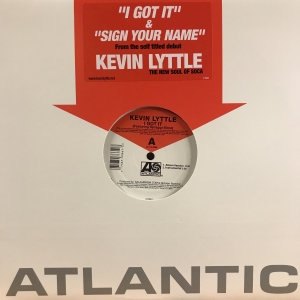 "I GOT IT"
&
"SIGN YOUR NAME"
From the self titled debut
KEVIN LYTTLE
THE NEW SOUL OF SOCA
KEVIN LYTTLE
I GOT IT
A
ATLANTIC